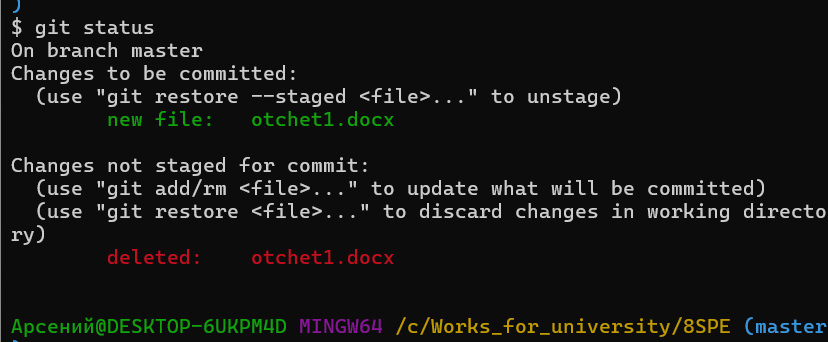 )
$ git status
On branch master
Changes to be committed:
  (use "git restore --staged <file>..." to unstage)
        new file:   otchet1.docx

Changes not staged for commit:
  (use "git add/rm <file>..." to update what will be committed)
  (use "git restore <file>..." to discard changes in working directo
ry)
        deleted:    otchet1.docx


Арсений@DESKTOP-6UKPM4D MINGW64 /c/Works_for_university/8SPE (master
)